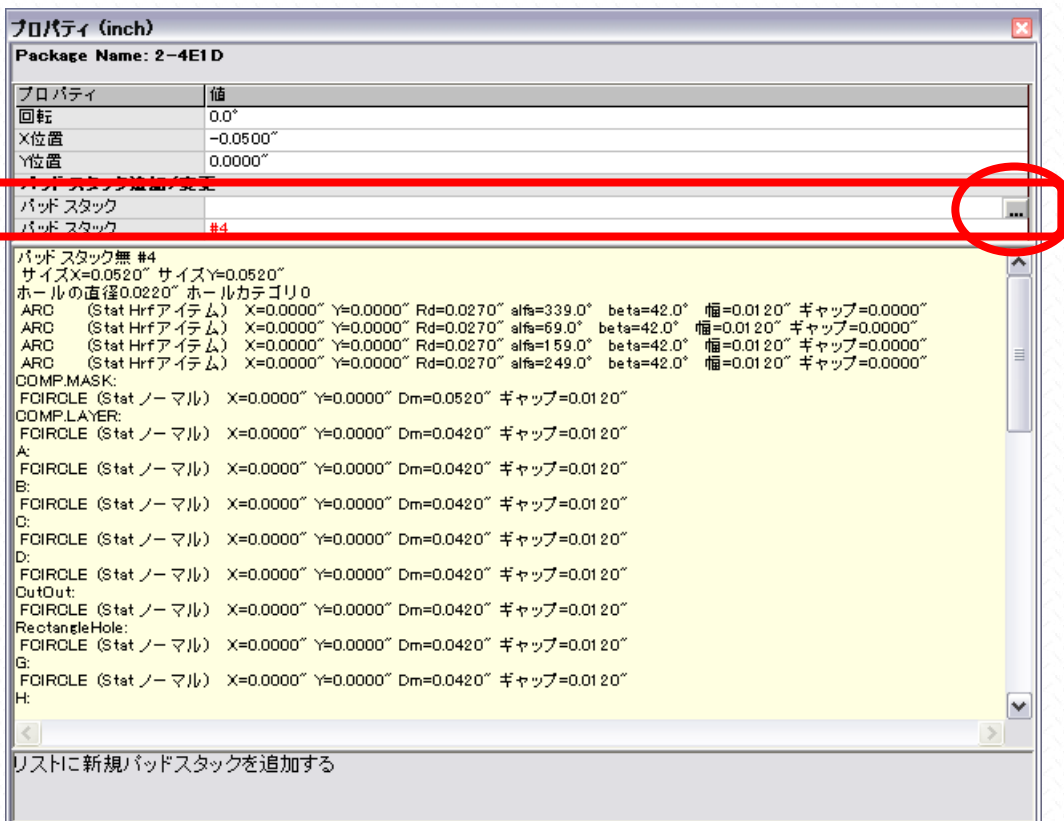 プロパティ (inch)
Package Name: 2-4E1D
プロパティ 値
回転 0.0°
X位置 -0.0500″
Y位置 0.0000″
パッド スタック追加/変更
パッド スタック ...
パッド スタック #4
パッド スタック無 #4
サイズX=0.0520″ サイズY=0.0520″
ホールの直径0.0220″ ホールカテゴリ0
ARC (Stat Hrfアイテム) X=0.0000″ Y=0.0000″ Rd=0.0270″ alfa=339.0° beta=42.0° 幅=0.0120″ ギャップ=0.0000″
ARC (Stat Hrfアイテム) X=0.0000″ Y=0.0000″ Rd=0.0270″ alfa=69.0° beta=42.0° 幅=0.0120″ ギャップ=0.0000″
ARC (Stat Hrfアイテム) X=0.0000″ Y=0.0000″ Rd=0.0270″ alfa=159.0° beta=42.0° 幅=0.0120″ ギャップ=0.0000″
ARC (Stat Hrfアイテム) X=0.0000″ Y=0.0000″ Rd=0.0270″ alfa=249.0° beta=42.0° 幅=0.0120″ ギャップ=0.0000″
COMP.MASK:
FCIRCLE (Stat ノーマル) X=0.0000″ Y=0.0000″ Dm=0.0520″ ギャップ=0.0120″
COMP.LAYER:
FCIRCLE (Stat ノーマル) X=0.0000″ Y=0.0000″ Dm=0.0420″ ギャップ=0.0120″
A:
FCIRCLE (Stat ノーマル) X=0.0000″ Y=0.0000″ Dm=0.0420″ ギャップ=0.0120″
B:
FCIRCLE (Stat ノーマル) X=0.0000″ Y=0.0000″ Dm=0.0420″ ギャップ=0.0120″
C:
FCIRCLE (Stat ノーマル) X=0.0000″ Y=0.0000″ Dm=0.0420″ ギャップ=0.0120″
D:
FCIRCLE (Stat ノーマル) X=0.0000″ Y=0.0000″ Dm=0.0420″ ギャップ=0.0120″
CutOut:
FCIRCLE (Stat ノーマル) X=0.0000″ Y=0.0000″ Dm=0.0420″ ギャップ=0.0120″
RectangleHole:
FCIRCLE (Stat ノーマル) X=0.0000″ Y=0.0000″ Dm=0.0420″ ギャップ=0.0120″
G:
FCIRCLE (Stat ノーマル) X=0.0000″ Y=0.0000″ Dm=0.0420″ ギャップ=0.0120″
H:
リストに新規パッドスタックを追加する